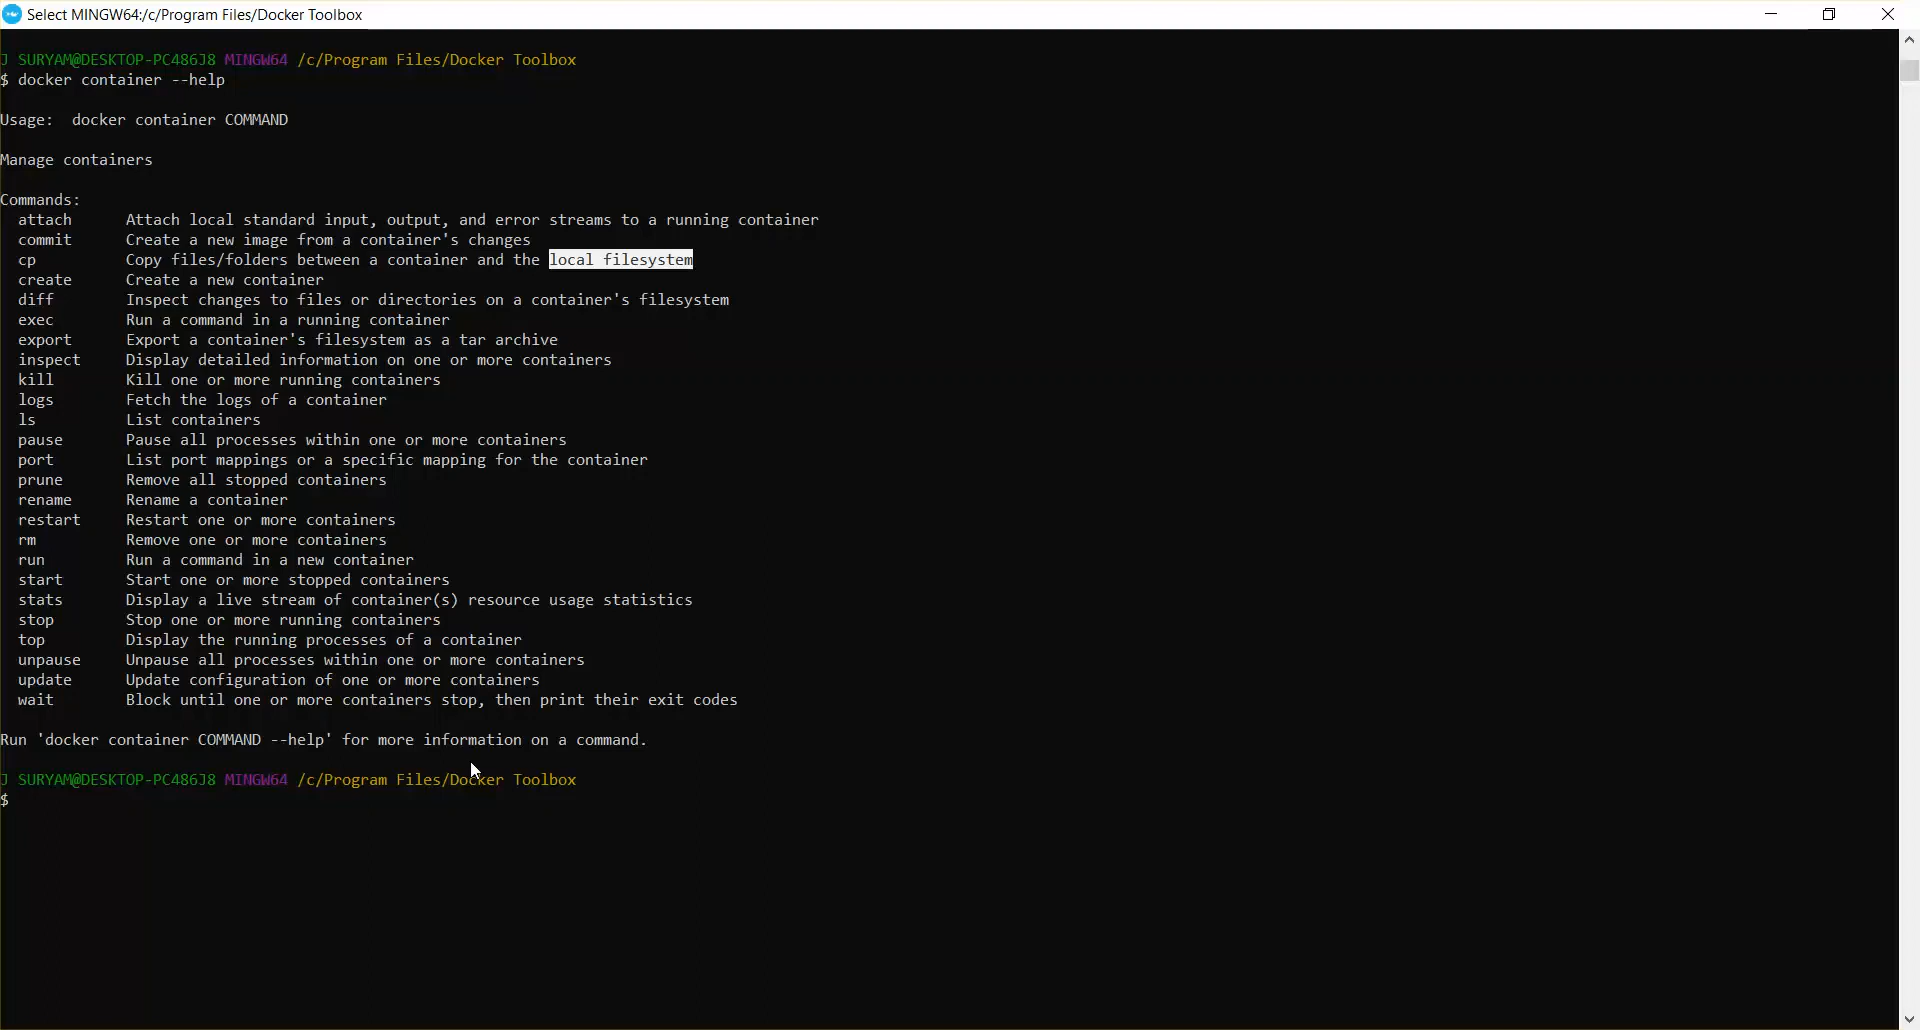 Select MINGW64:/c/Program Files/Docker Toolbox
J SURYAM@DESKTOP-PC486J8 MINGW64 /c/Program Files/Docker Toolbox
$ docker container --help
Usage:  docker container COMMAND
Manage containers
Commands:
  attach      Attach local standard input, output, and error streams to a running container
  commit      Create a new image from a container's changes
  cp          Copy files/folders between a container and the local filesystem
  create      Create a new container
  diff        Inspect changes to files or directories on a container's filesystem
  exec        Run a command in a running container
  export      Export a container's filesystem as a tar archive
  inspect     Display detailed information on one or more containers
  kill        Kill one or more running containers
  logs        Fetch the logs of a container
  ls          List containers
  pause       Pause all processes within one or more containers
  port        List port mappings or a specific mapping for the container
  prune       Remove all stopped containers
  rename      Rename a container
  restart     Restart one or more containers
  rm          Remove one or more containers
  run         Run a command in a new container
  start       Start one or more stopped containers
  stats       Display a live stream of container(s) resource usage statistics
  stop        Stop one or more running containers
  top         Display the running processes of a container
  unpause     Unpause all processes within one or more containers
  update      Update configuration of one or more containers
  wait        Block until one or more containers stop, then print their exit codes
Run 'docker container COMMAND --help' for more information on a command.
J SURYAM@DESKTOP-PC486J8 MINGW64 /c/Program Files/Docker Toolbox
$